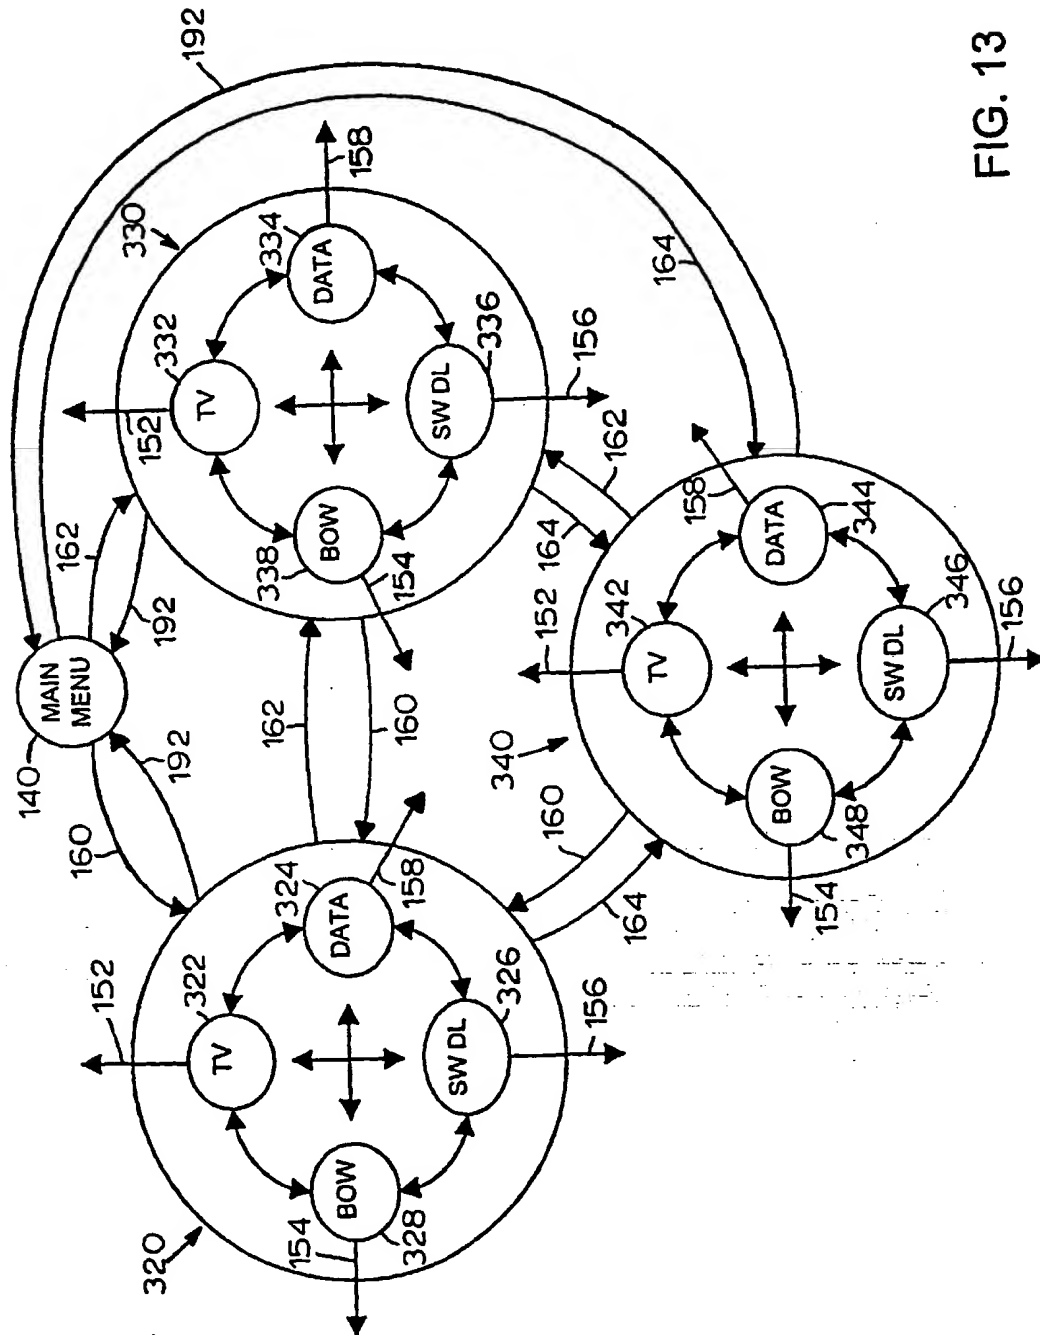 140
MAIN
MENU
192
160
192
162
192
164
320
152
322
TV
324
DATA
158
326
SW DL
156
328
BOW
154
162
160
330
152
332
TV
334
DATA
158
336
SW DL
156
338
BOW
154
164
162
160
164
340
152
342
TV
158
344
DATA
346
SW DL
156
348
BOW
154
FIG. 13